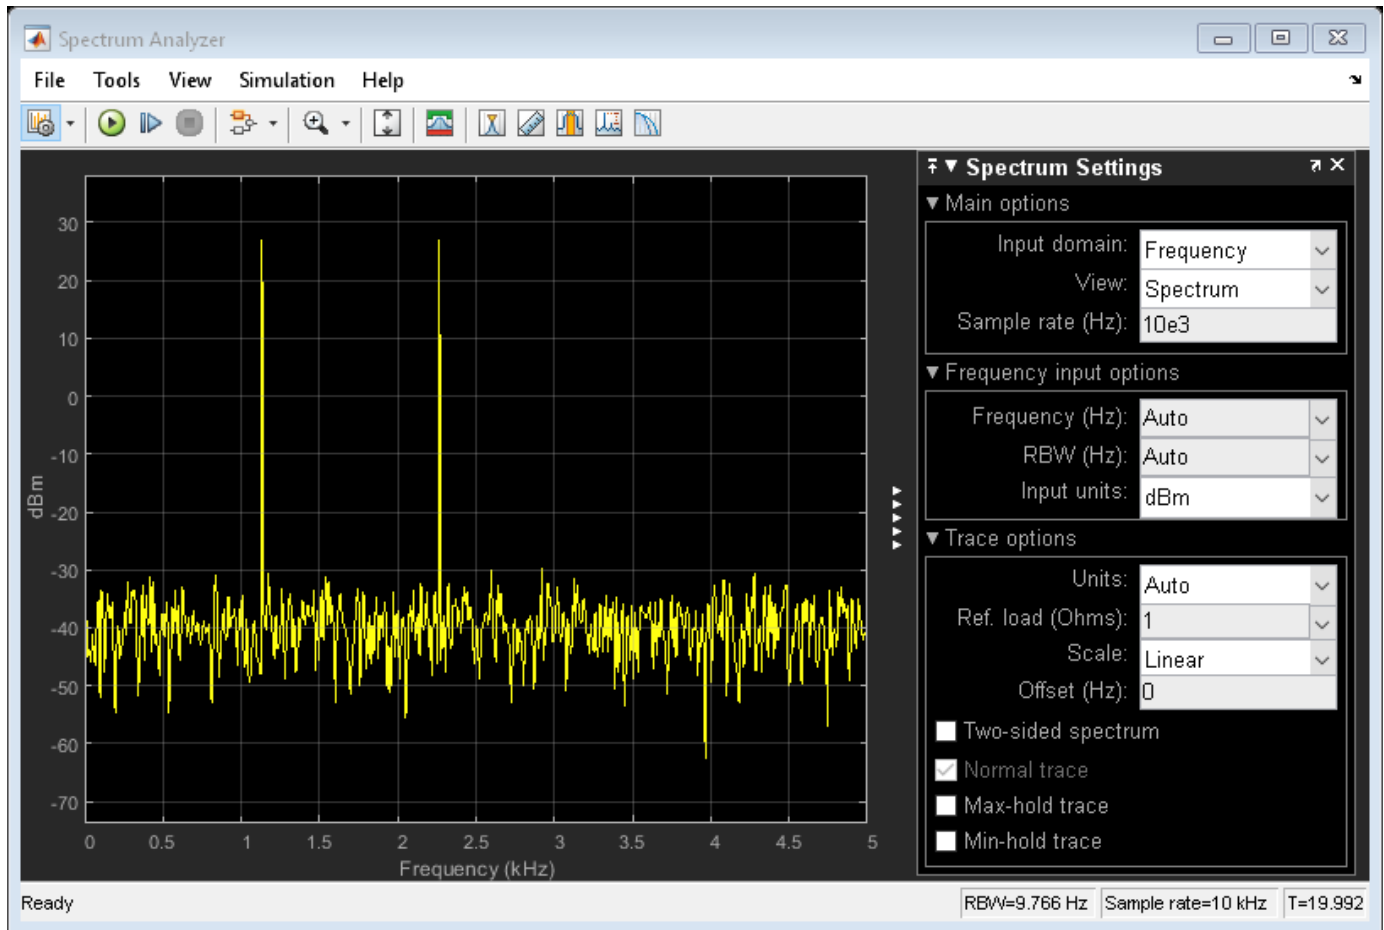 Spectrum Analyzer
File Tools View Simulation Help
30
20
10
0
-10
-20
-30
-40
-50
-60
-70
dBm
0 0.5 1 1.5 2 2.5 3 3.5 4 4.5 5
Frequency (kHz)
Spectrum Settings
Main options
Input domain: Frequency
View: Spectrum
Sample rate (Hz): 10e3
Frequency input options
Frequency (Hz): Auto
RBW (Hz): Auto
Input units: dBm
Trace options
Units: Auto
Ref. load (Ohms): 1
Scale: Linear
Offset (Hz): 0
Two-sided spectrum
Normal trace
Max-hold trace
Min-hold trace
Ready RBW=9.766 Hz Sample rate=10 kHz T=19.992